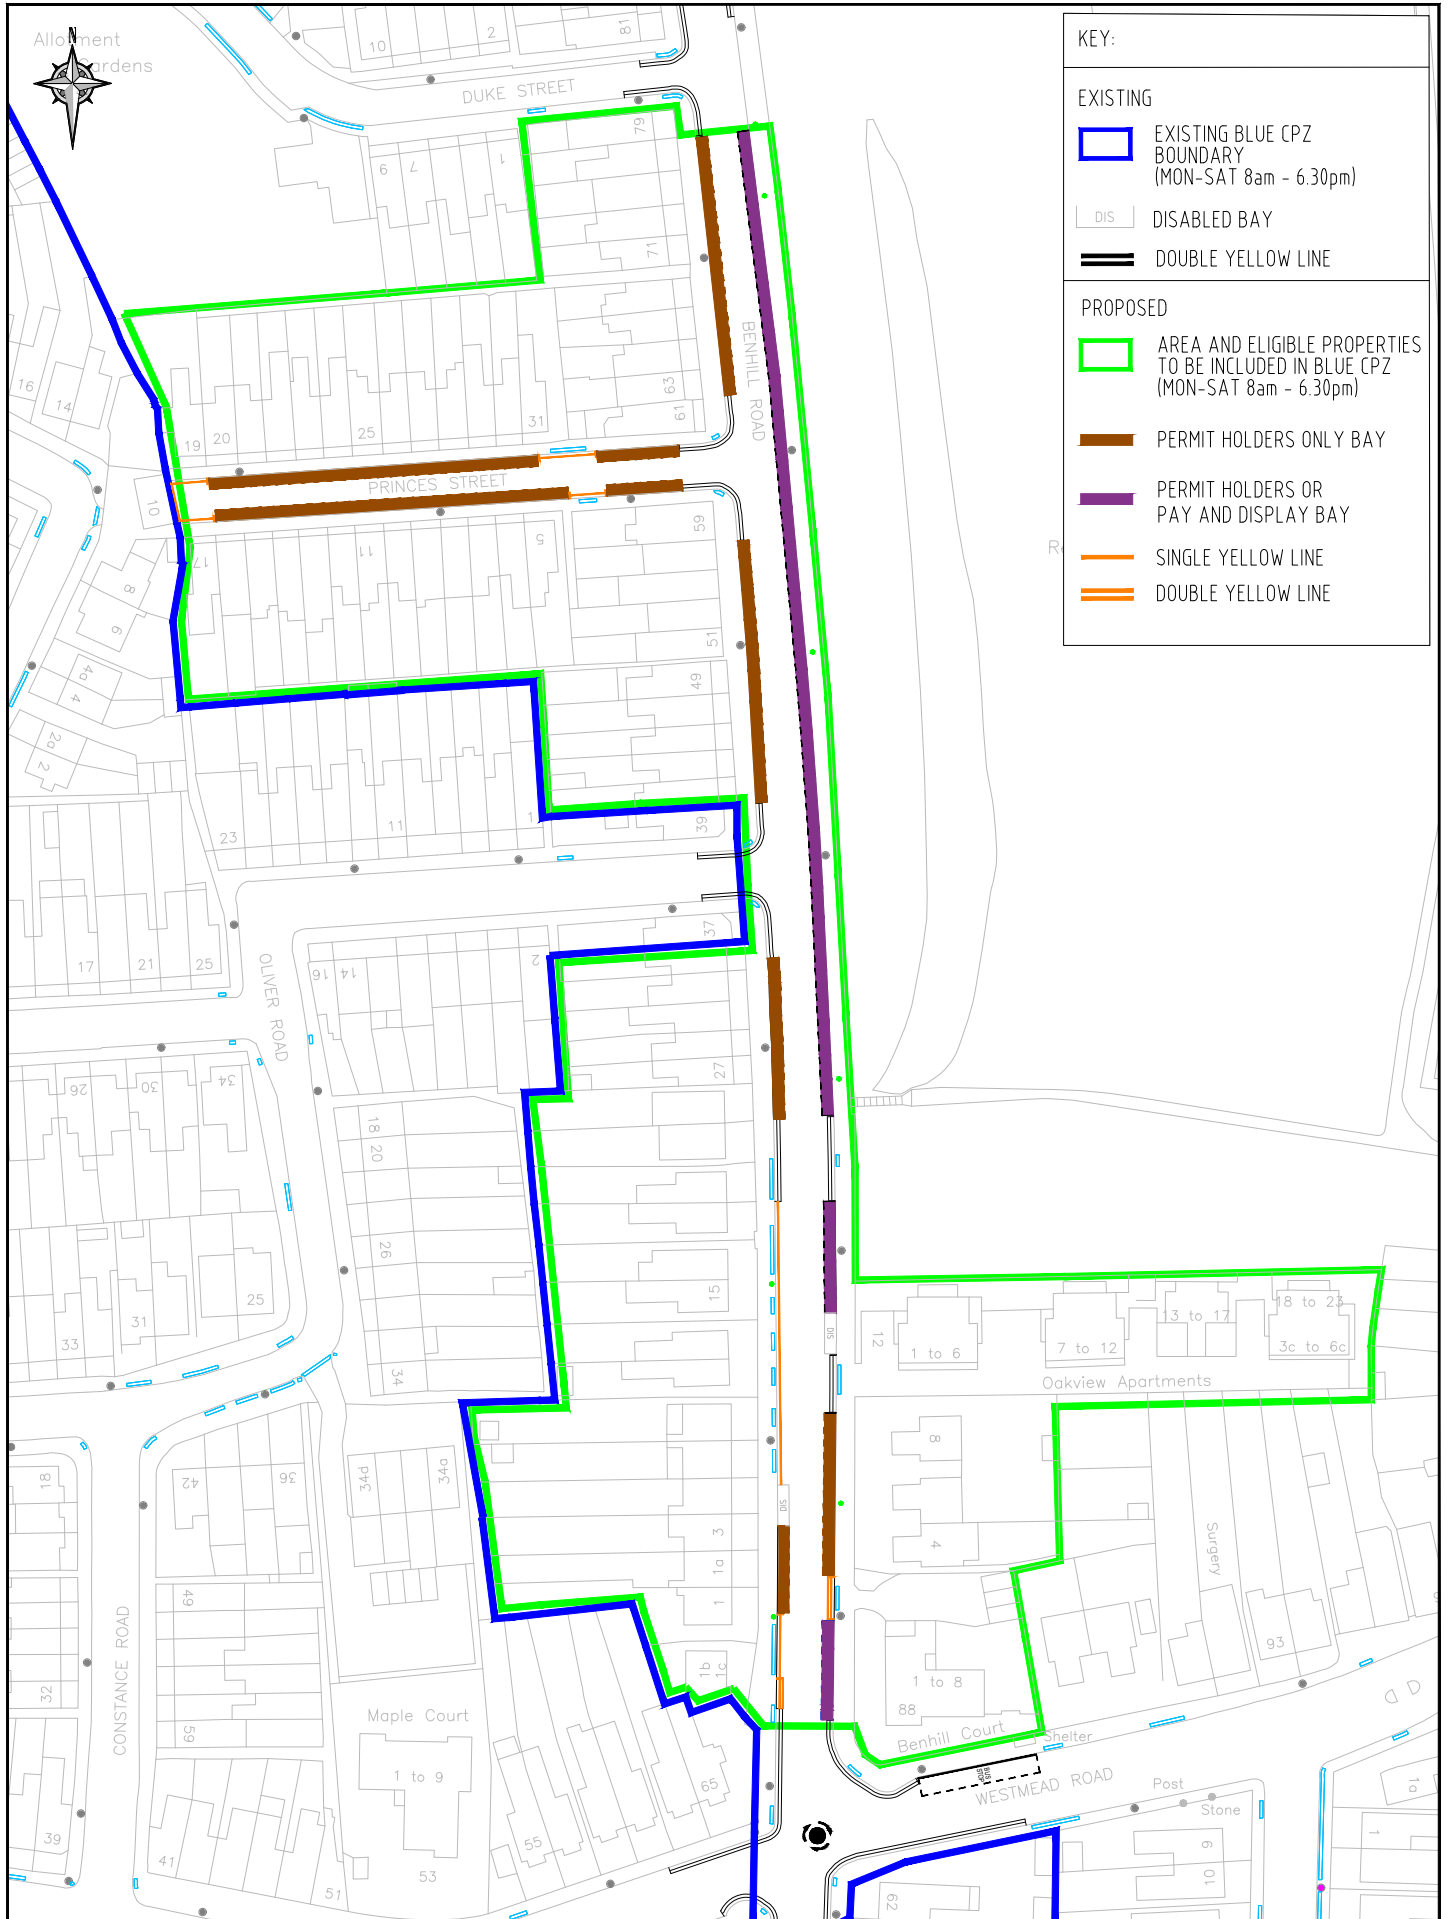 Allotment
Gardens
N
10
2
81
DUKE STREET
79
9
7
1
71
KEY:
EXISTING
EXISTING BLUE CPZ
BOUNDARY
(MON-SAT 8am - 6.30pm)
DIS
DISABLED BAY
DOUBLE YELLOW LINE
PROPOSED
AREA AND ELIGIBLE PROPERTIES
TO BE INCLUDED IN BLUE CPZ
(MON-SAT 8am - 6.30pm)
PERMIT HOLDERS ONLY BAY
PERMIT HOLDERS OR
PAY AND DISPLAY BAY
SINGLE YELLOW LINE
DOUBLE YELLOW LINE
BENHILL ROAD
16
14
19
20
25
31
63
61
PRINCES STREET
10
17
11
5
59
51
8
6
4a
4
2a
2
49
39
23
11
1
37
17
21
25
OLIVER ROAD
16
14
2
27
26
30
34
18
20
26
34
15
33
31
25
12
1 to 6
7 to 12
13 to 17
18 to 23
3c to 6c
DIS
Oakview Apartments
8
4
Surgery
93
18
42
36
34d
34a
DIS
3
1a
1
1b
1c
49
59
32
39
CONSTANCE ROAD
Maple Court
1 to 9
41
51
53
55
65
1 to 8
88
Benhill Court
Shelter
BUS
STOP
WESTMEAD ROAD
Post
Stone
62
9
10
1
1a